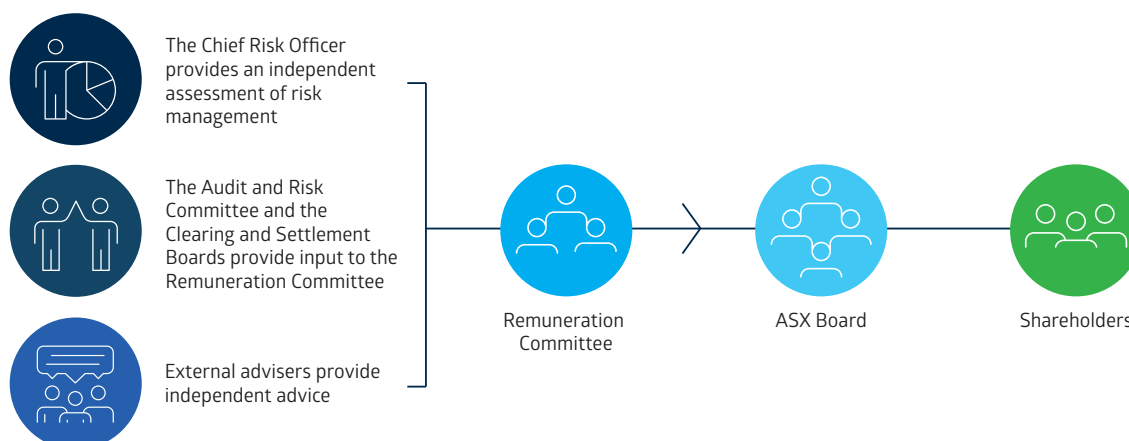 The Chief Risk Officer
provides an independent
assessment of risk
management
The Audit and Risk
Committee and the
Clearing and Settlement
Boards provide input to the
Remuneration Committee
External advisers provide
independent advice
Remuneration
Committee
ASX Board
Shareholders